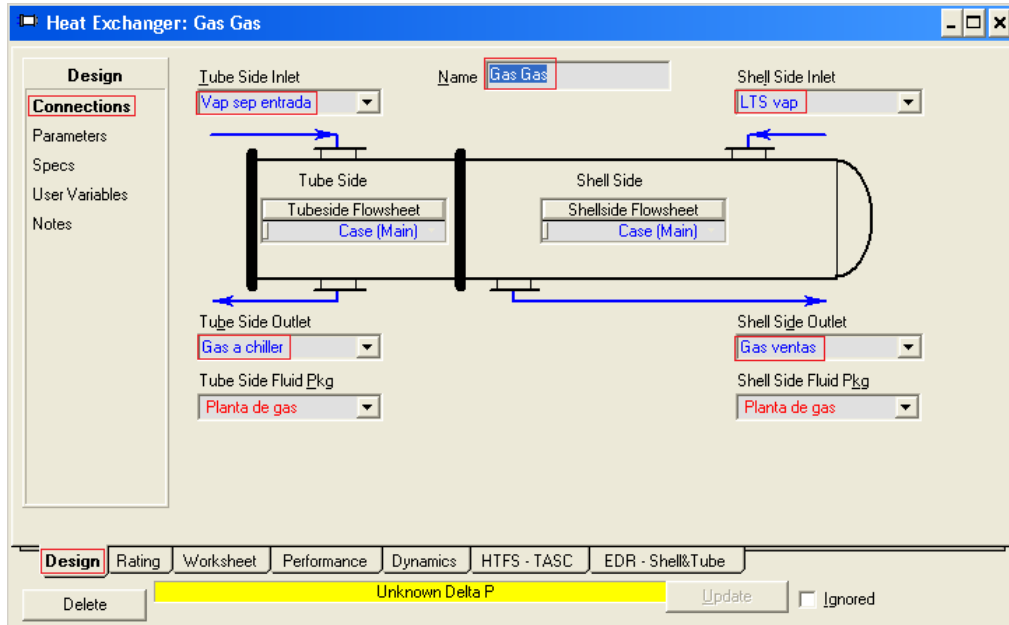 Heat Exchanger: Gas Gas
Design
Connections
Parameters
Specs
User Variables
Notes
Tube Side Inlet
Vap sep entrada
Name Gas Gas
Shell Side Inlet
LTS vap
Tube Side
Tubeside Flowsheet
Case (Main)
Shell Side
Shellside Flowsheet
Case (Main)
Tube Side Outlet
Gas a chiller
Tube Side Fluid Pkg
Planta de gas
Shell Side Outlet
Gas ventas
Shell Side Fluid Pkg
Planta de gas
Design Rating Worksheet Performance Dynamics HTFS - TASC EDR - Shell&Tube
Delete Unknown Delta P Update Ignored